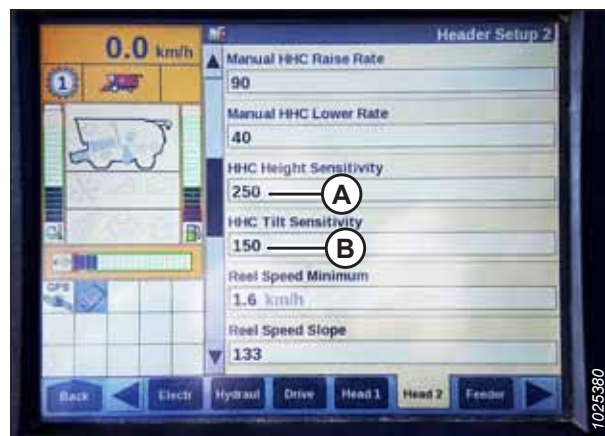 0.0 km/h
Header Setup 2
1
Manual HHC Raise Rate
90
Manual HHC Lower Rate
40
HHC Height Sensitivity
250
A
HHC Tilt Sensitivity
150
B
Reel Speed Minimum
1.6 km/h
Reel Speed Slope
133
GPS
Back
Electr
Hydraul
Drive
Head 1
Head 2
Feeder
1025380